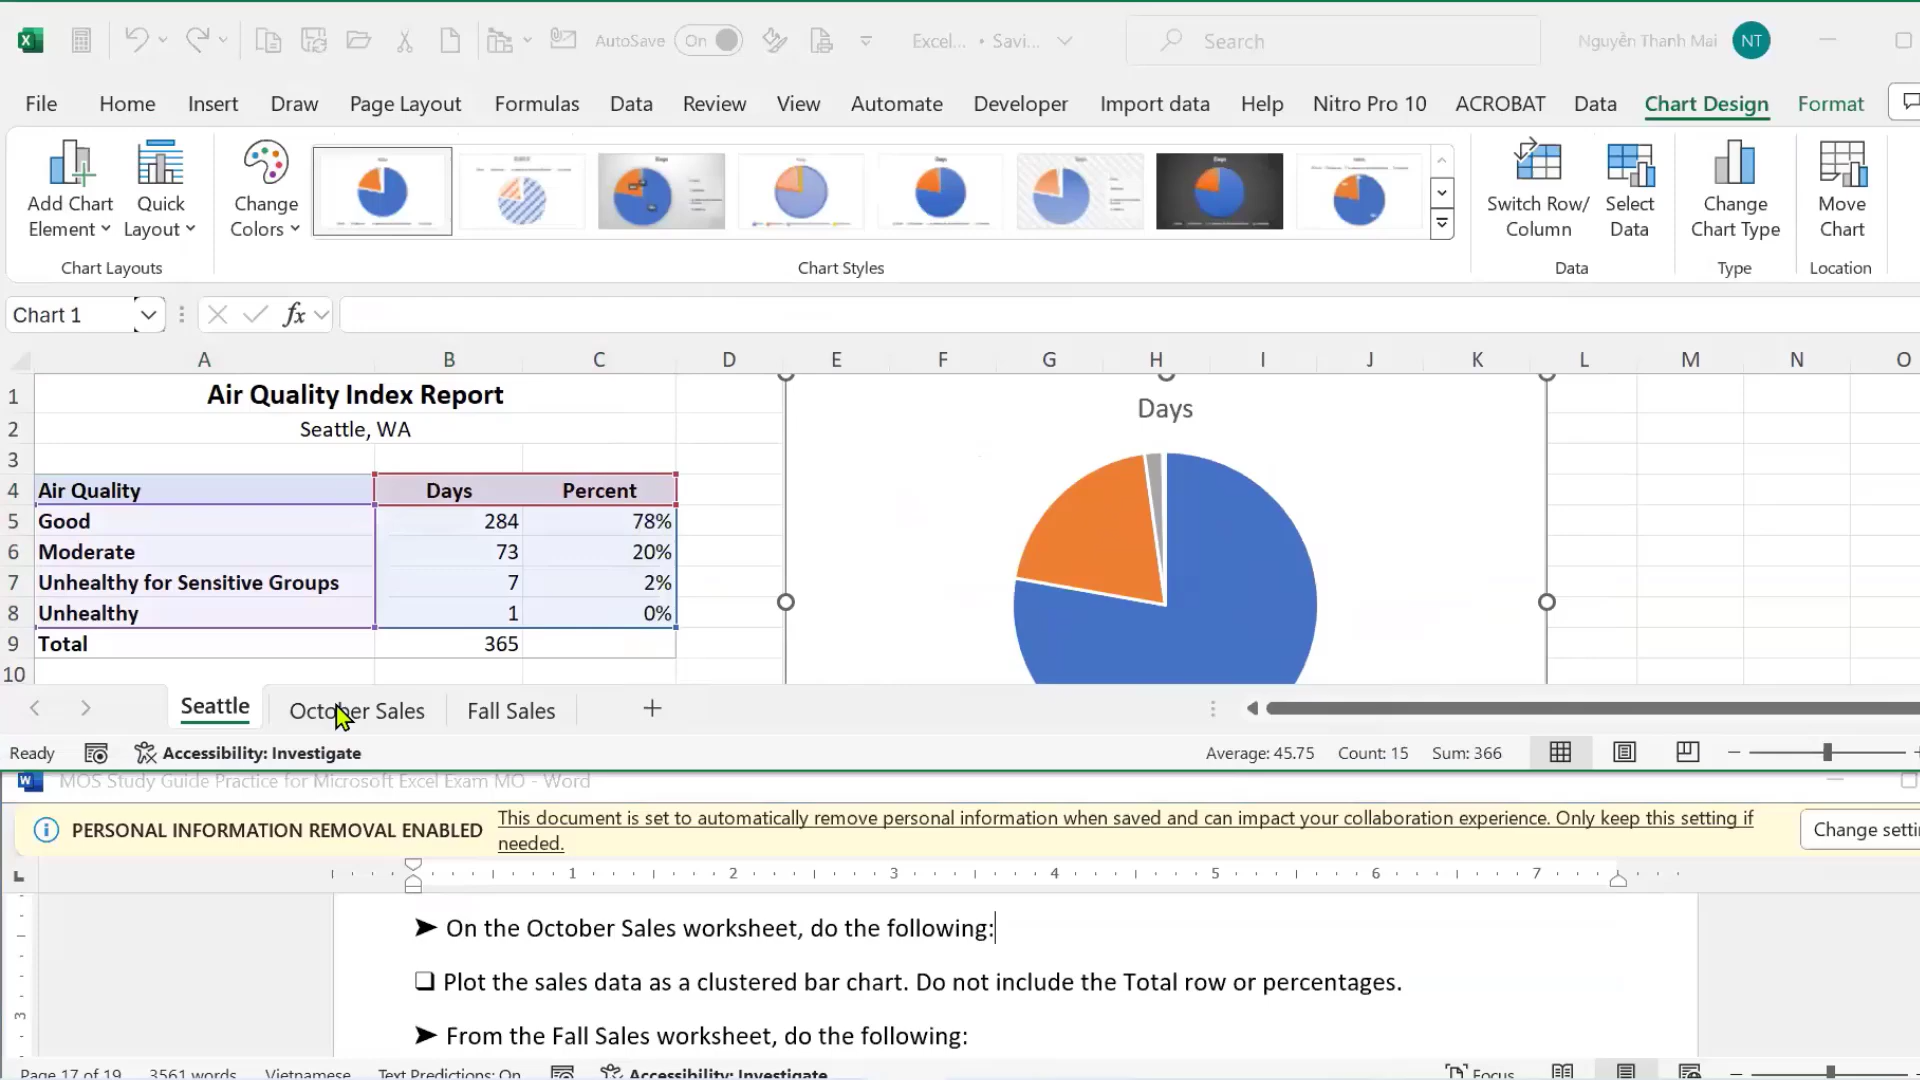 AutoSave On Excel... • Savi... Search Nguyễn Thanh Mai NT
File Home Insert Draw Page Layout Formulas Data Review View Automate Developer Import data Help Nitro Pro 10 ACROBAT Data Chart Design Format
Add Chart Element Quick Layout Change Colors Switch Row/ Column Select Data Change Chart Type Move Chart
Chart Layouts Chart Styles Data Type Location
Chart 1 fx
A B C D E F G H I J K L M N O
1 Air Quality Index Report
2 Seattle, WA
3
4 Air Quality Days Percent
5 Good 284 78%
6 Moderate 73 20%
7 Unhealthy for Sensitive Groups 7 2%
8 Unhealthy 1 0%
9 Total 365
10
Days
Seattle October Sales Fall Sales
Ready Accessibility: Investigate Average: 45.75 Count: 15 Sum: 366
MOS Study Guide Practice for Microsoft Excel Exam MO - Word
PERSONAL INFORMATION REMOVAL ENABLED This document is set to automatically remove personal information when saved and can impact your collaboration experience. Only keep this setting if
needed.
Change setti
1 2 3 4 5 6 7
➤ On the October Sales worksheet, do the following:
❑ Plot the sales data as a clustered bar chart. Do not include the Total row or percentages.
3
➤ From the Fall Sales worksheet, do the following:
Page 17 of 19 3561 words Vietnamese Text Predictions: On Accessibility: Investigate Focus